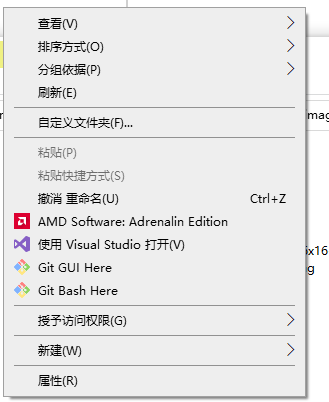 查看(V)
排序方式(O)
分组依据(P)
刷新(E)
自定义文件夹(F)...
粘贴(P)
粘贴快捷方式(S)
撤消 重命名(U) Ctrl+Z
AMD Software: Adrenalin Edition
使用 Visual Studio 打开(V)
Git GUI Here
Git Bash Here
授予访问权限(G)
新建(W)
属性(R)